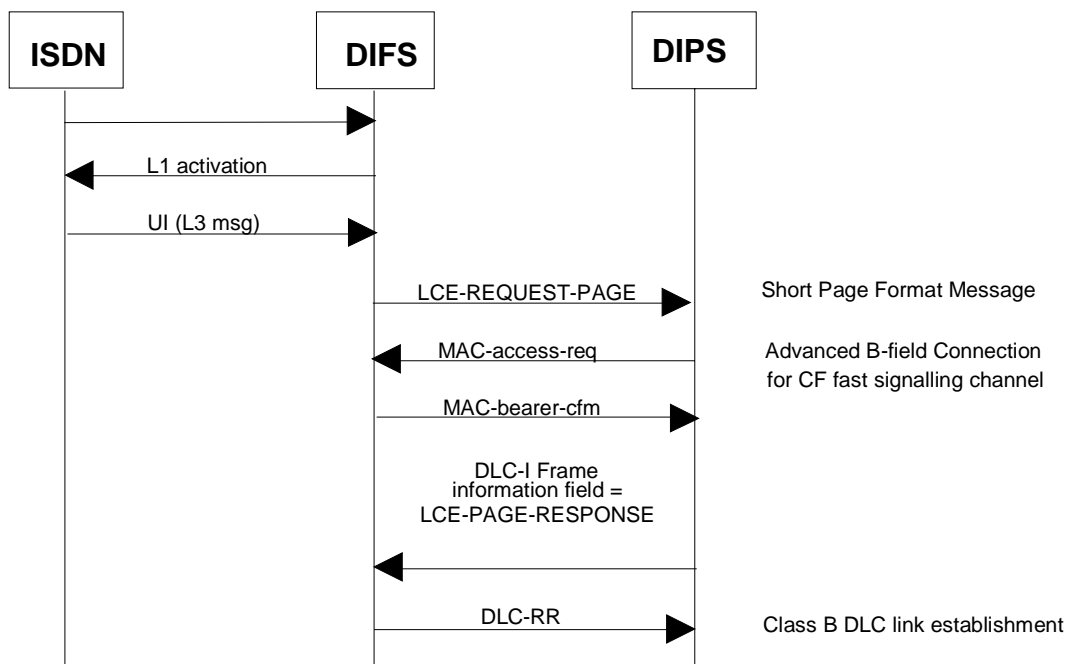 ISDN
DIFS
DIPS
L1 activation
UI (L3 msg)
LCE-REQUEST-PAGE
Short Page Format Message
MAC-access-req
Advanced B-field Connection
for CF fast signalling channel
MAC-bearer-cfm
DLC-I Frame
information field =
LCE-PAGE-RESPONSE
DLC-RR
Class B DLC link establishment